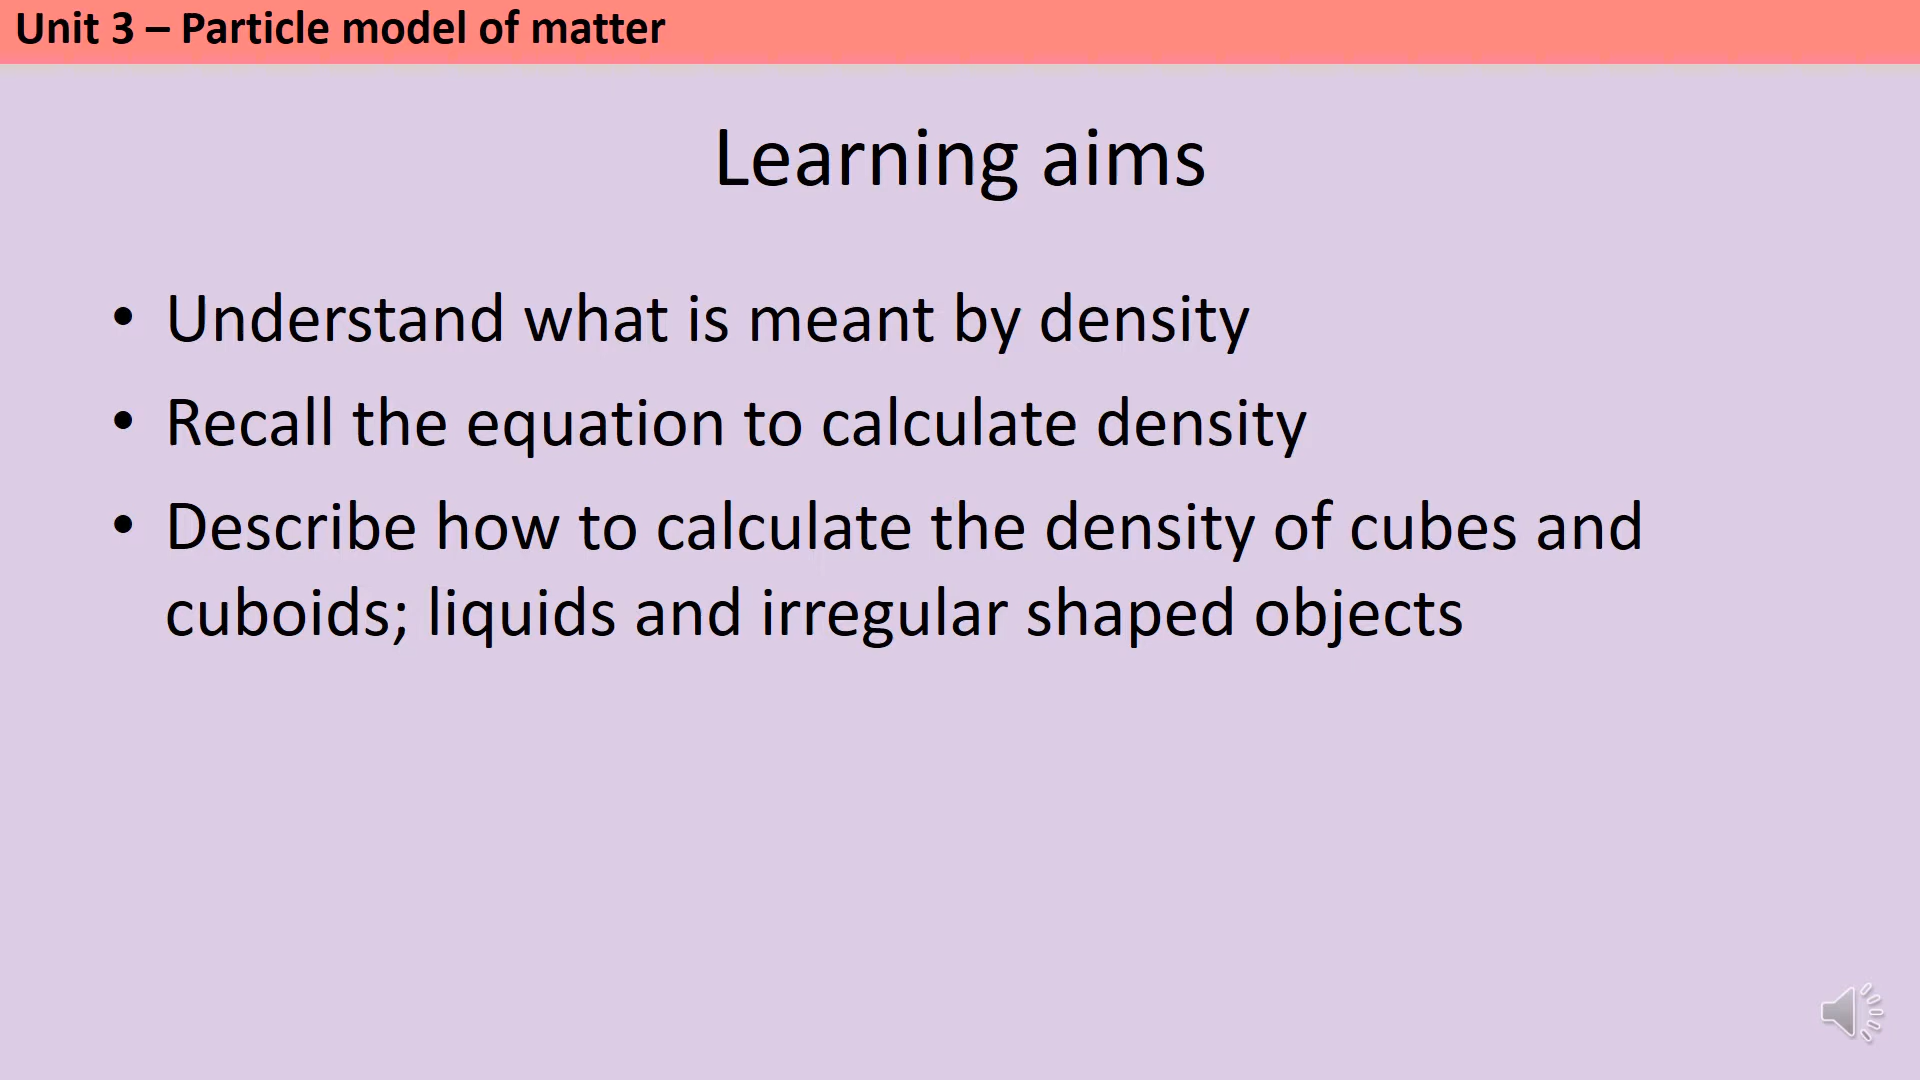 Unit 3 – Particle model of matter
Learning aims
• Understand what is meant by density
• Recall the equation to calculate density
• Describe how to calculate the density of cubes and
cuboids; liquids and irregular shaped objects